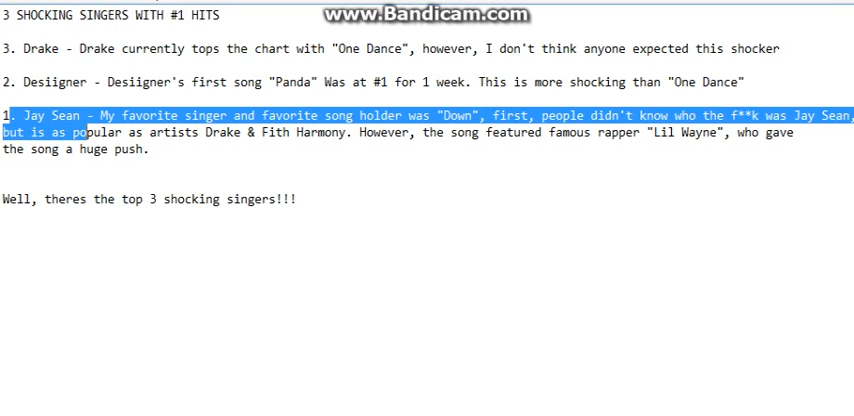 www.Bandicam.com
3 SHOCKING SINGERS WITH #1 HITS
3. Drake - Drake currently tops the chart with "One Dance", however, I don't think anyone expected this shocker
2. Desiigner - Desiigner's first song "Panda" Was at #1 for 1 week. This is more shocking than "One Dance"
1. Jay Sean - My favorite singer and favorite song holder was "Down", first, people didn't know who the f**k was Jay Sean,
but is as popular as artists Drake & Fith Harmony. However, the song featured famous rapper "Lil Wayne", who gave
the song a huge push.
Well, theres the top 3 shocking singers!!!